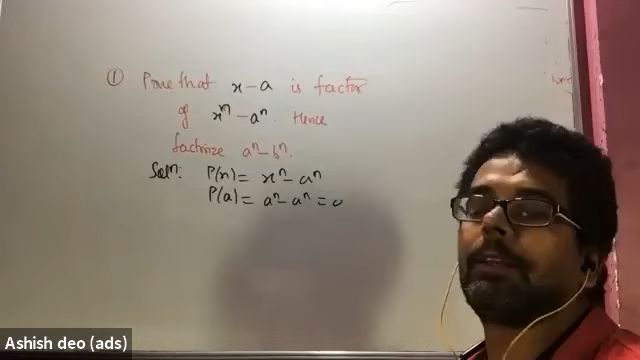 ① Prove that x - a is factor
of xⁿ - aⁿ. Hence
factorize aⁿ - bⁿ.
Solⁿ: P(x) = xⁿ - aⁿ
P(a) = aⁿ - aⁿ = 0
Ashish deo (ads)